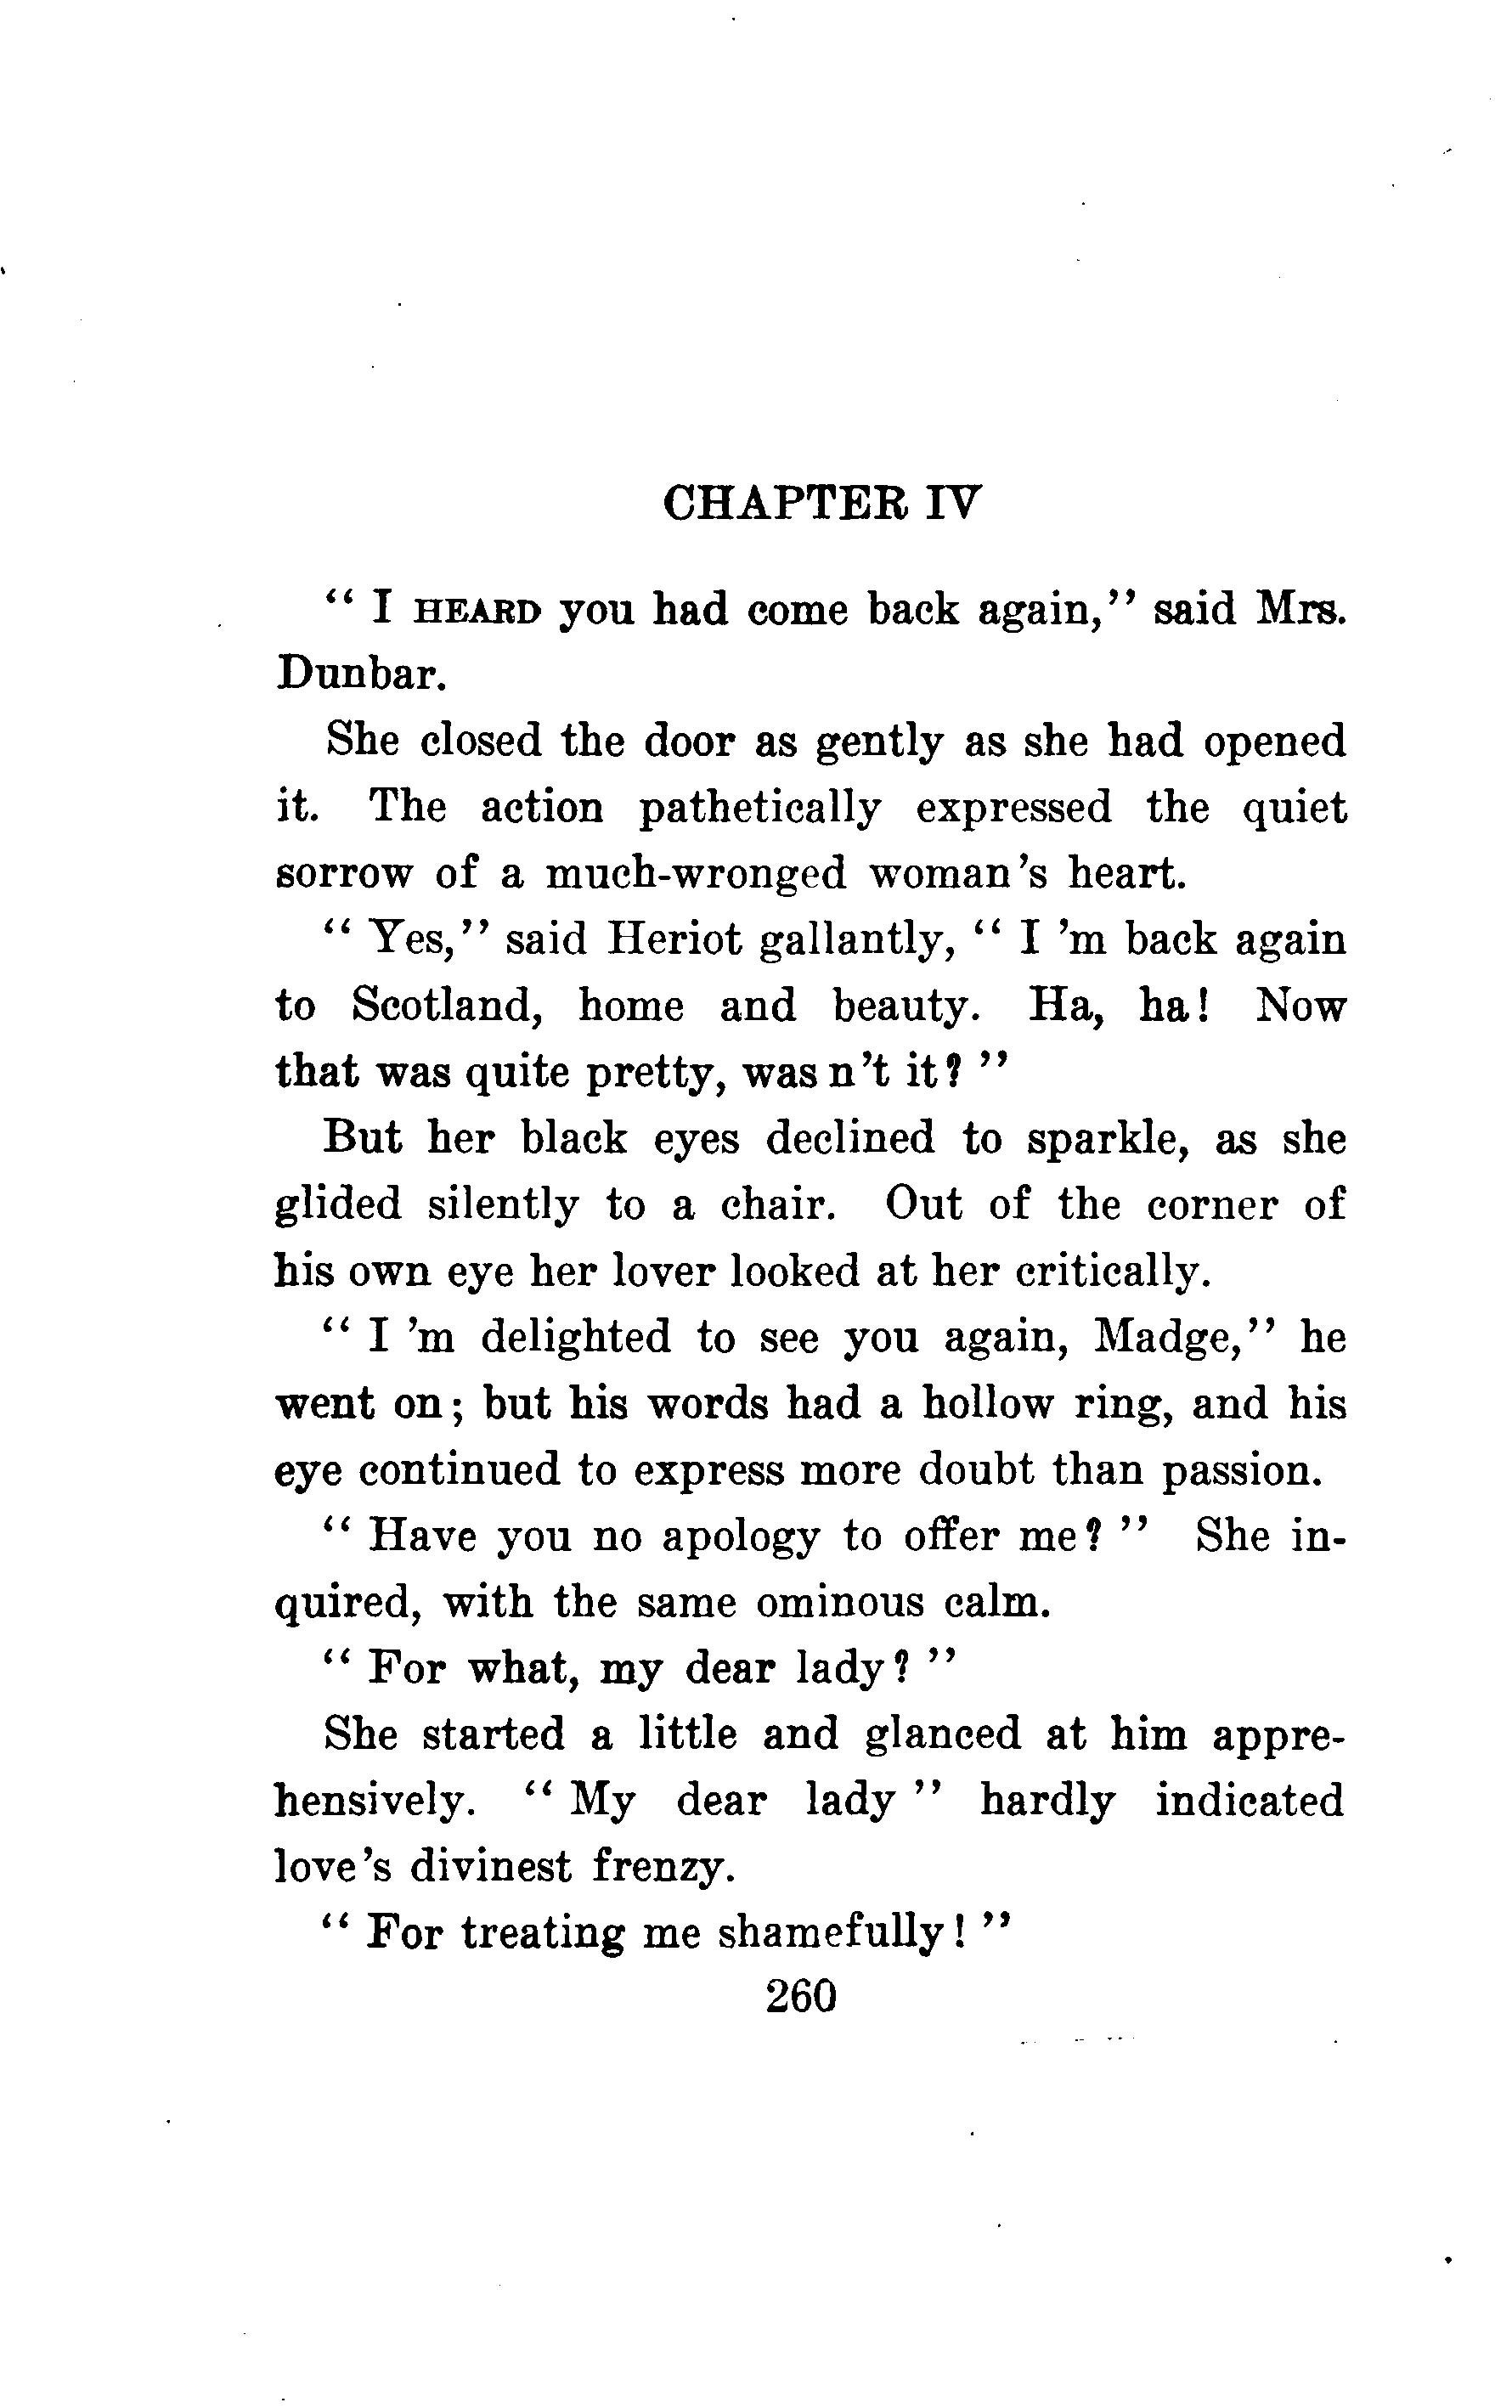 CHAPTER IV
“ I HEARD you had come back again,” said Mrs.
Dunbar.
She closed the door as gently as she had opened
it. The action pathetically expressed the quiet
sorrow of a much-wronged woman’s heart.
“ Yes,” said Heriot gallantly, “ I ’m back again
to Scotland, home and beauty. Ha, ha! Now
that was quite pretty, was n’t it? ”
But her black eyes declined to sparkle, as she
glided silently to a chair. Out of the corner of
his own eye her lover looked at her critically.
“ I ’m delighted to see you again, Madge,” he
went on; but his words had a hollow ring, and his
eye continued to express more doubt than passion.
“ Have you no apology to offer me? ” She in-
quired, with the same ominous calm.
“ For what, my dear lady? ”
She started a little and glanced at him appre-
hensively. “ My dear lady ” hardly indicated
love’s divinest frenzy.
“ For treating me shamefully! ”
260